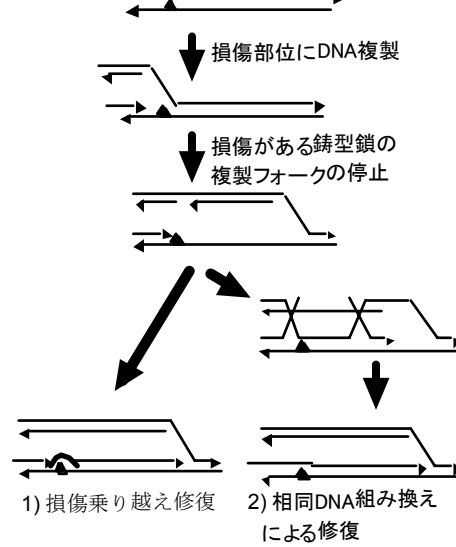 損傷部位にDNA複製
損傷がある鋳型鎖の
複製フォークの停止
1) 損傷乗り越え修復
2) 相同DNA組み換え
による修復